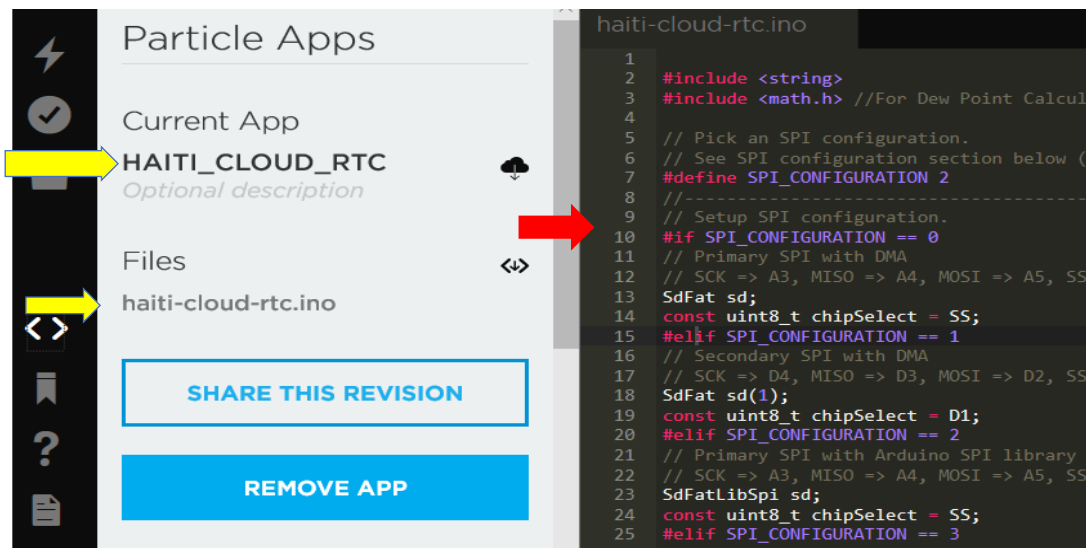 Particle Apps
Current App
HAITI_CLOUD_RTC
Optional description
Files
haiti-cloud-rtc.ino
SHARE THIS REVISION
REMOVE APP
?
haiti-cloud-rtc.ino
1
2 #include <string>
3 #include <math.h> //For Dew Point Calcul
4
5 // Pick an SPI configuration.
6 // See SPI configuration section below (
7 #define SPI_CONFIGURATION 2
8 //----------------------------------------
9 // Setup SPI configuration.
10 #if SPI_CONFIGURATION == 0
11 // Primary SPI with DMA
12 // SCK => A3, MISO => A4, MOSI => A5, SS
13 SdFat sd;
14 const uint8_t chipSelect = SS;
15 #elif SPI_CONFIGURATION == 1
16 // Secondary SPI with DMA
17 // SCK => D4, MISO => D3, MOSI => D2, SS
18 SdFat sd(1);
19 const uint8_t chipSelect = D1;
20 #elif SPI_CONFIGURATION == 2
21 // Primary SPI with Arduino SPI library
22 // SCK => A3, MISO => A4, MOSI => A5, SS
23 SdFatLibSpi sd;
24 const uint8_t chipSelect = SS;
25 #elif SPI_CONFIGURATION == 3